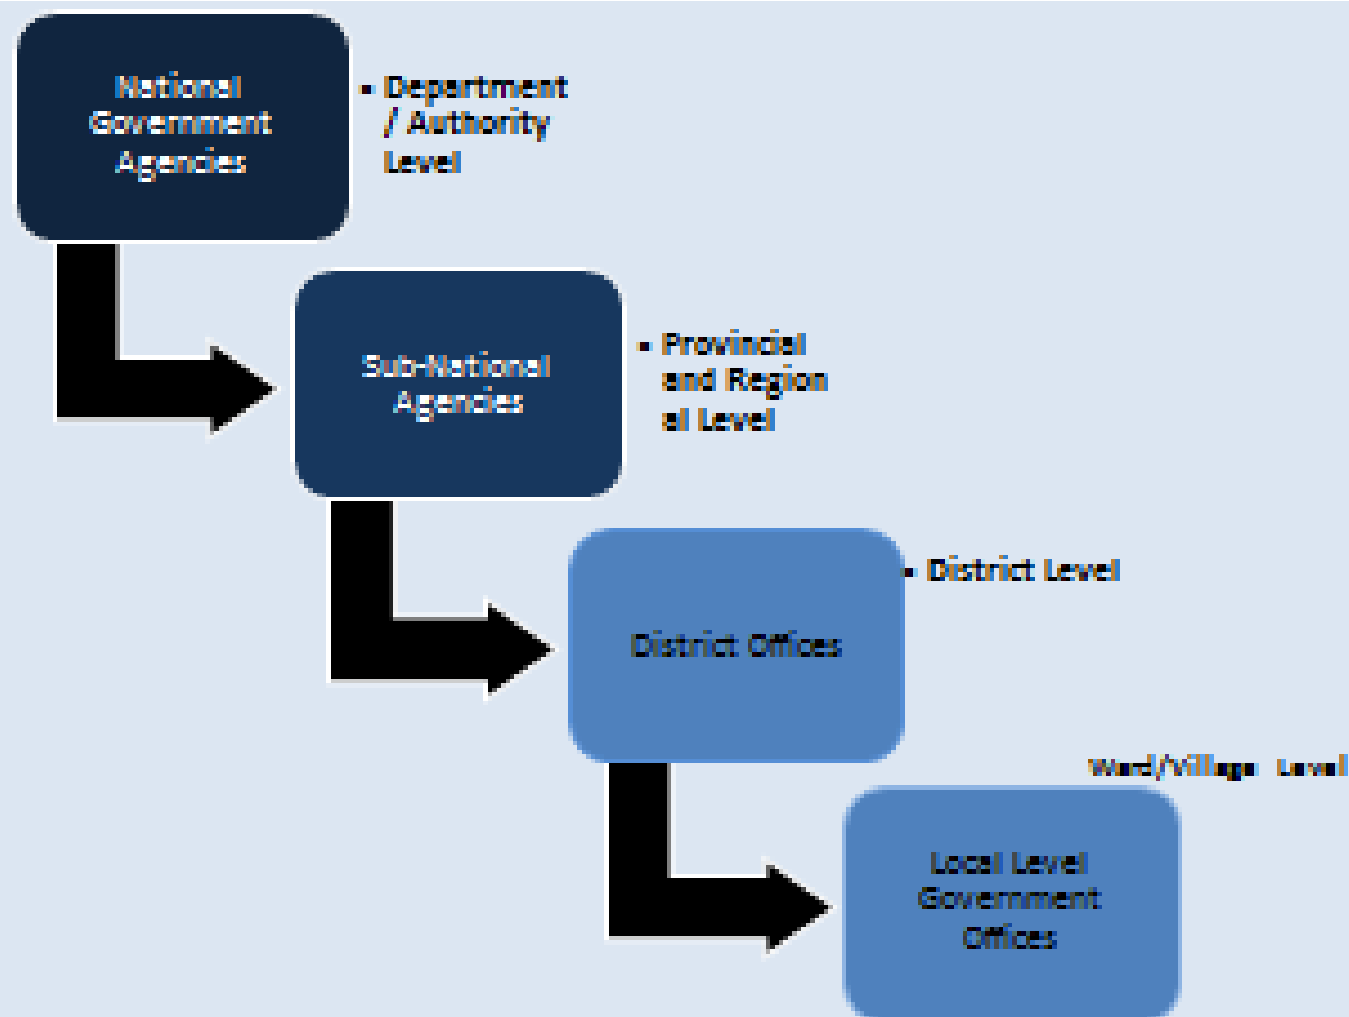 National
Government
Agencies
▪ Department
/ Authority
Level
Sub-National
Agencies
▪ Provincial
and Region
al Level
District Offices
▪ District Level
Ward/Village Level
Local Level
Government
Offices